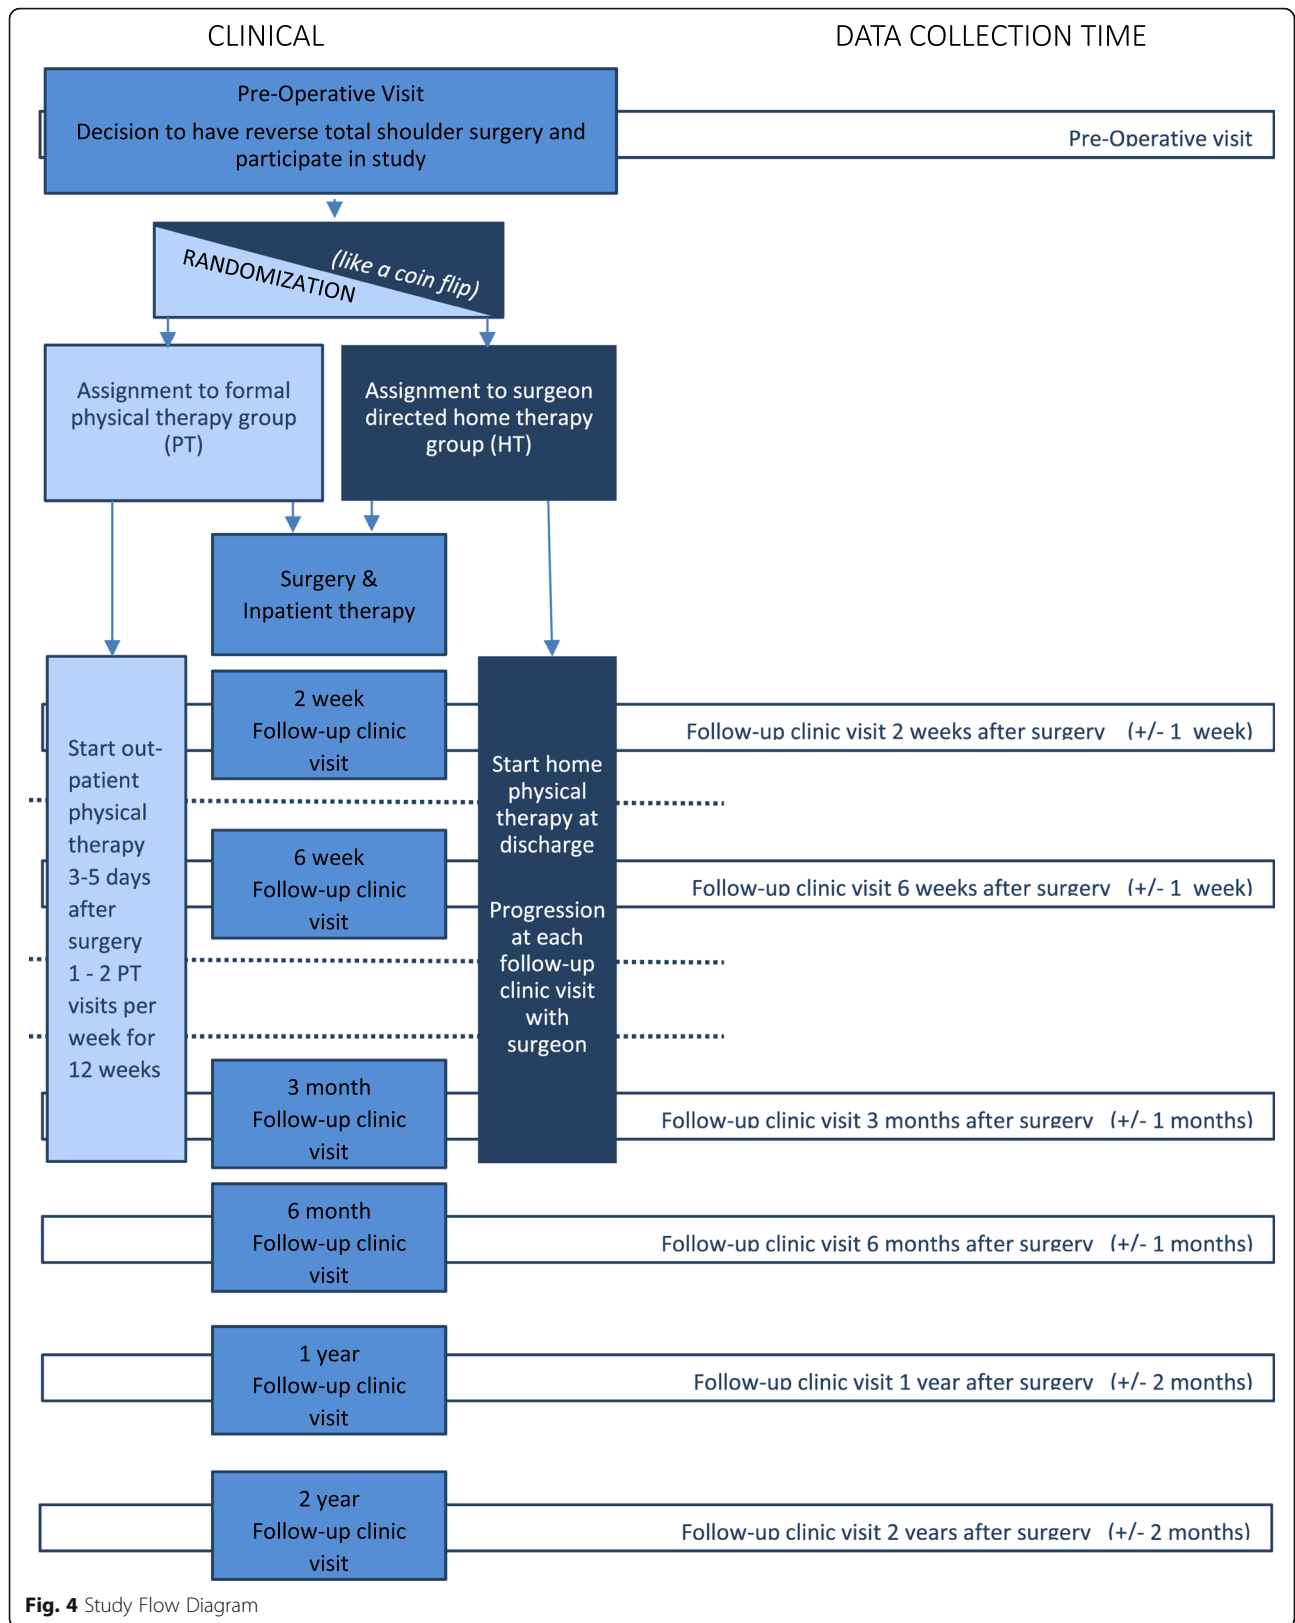 CLINICAL
DATA COLLECTION TIME
Pre-Operative Visit
Decision to have reverse total shoulder surgery and
participate in study
Pre-Operative visit
RANDOMIZATION
(like a coin flip)
Assignment to formal
physical therapy group
(PT)
Assignment to surgeon
directed home therapy
group (HT)
Surgery &
Inpatient therapy
Start out-
patient
physical
therapy
3-5 days
after
surgery
1 - 2 PT
visits per
week for
12 weeks
2 week
Follow-up clinic
visit
Start home
physical
therapy at
discharge
Progression
at each
follow-up
clinic visit
with
surgeon
Follow-up clinic visit 2 weeks after surgery (+/- 1 week)
6 week
Follow-up clinic
visit
Follow-up clinic visit 6 weeks after surgery (+/- 1 week)
3 month
Follow-up clinic
visit
Follow-up clinic visit 3 months after surgery (+/- 1 months)
6 month
Follow-up clinic
visit
Follow-up clinic visit 6 months after surgery (+/- 1 months)
1 year
Follow-up clinic
visit
Follow-up clinic visit 1 year after surgery (+/- 2 months)
2 year
Follow-up clinic
visit
Follow-up clinic visit 2 years after surgery (+/- 2 months)
Fig. 4 Study Flow Diagram